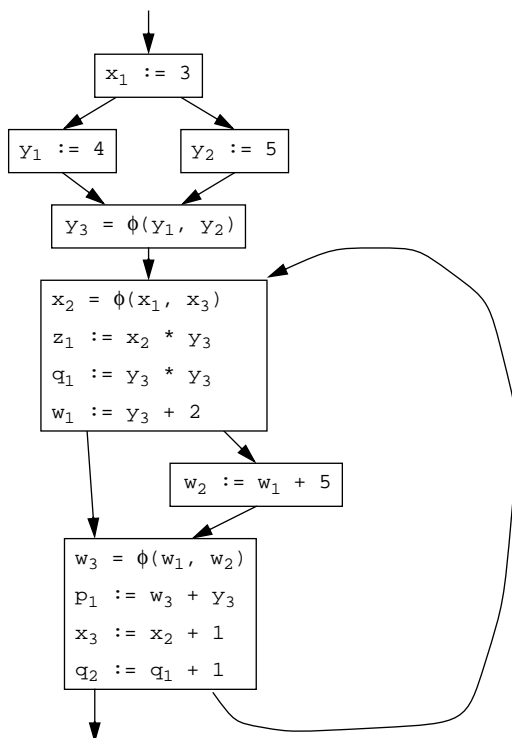 x₁ := 3
y₁ := 4
y₂ := 5
y₃ = ϕ(y₁, y₂)
x₂ = ϕ(x₁, x₃)
z₁ := x₂ * y₃
q₁ := y₃ * y₃
w₁ := y₃ + 2
w₂ := w₁ + 5
w₃ = ϕ(w₁, w₂)
p₁ := w₃ + y₃
x₃ := x₂ + 1
q₂ := q₁ + 1